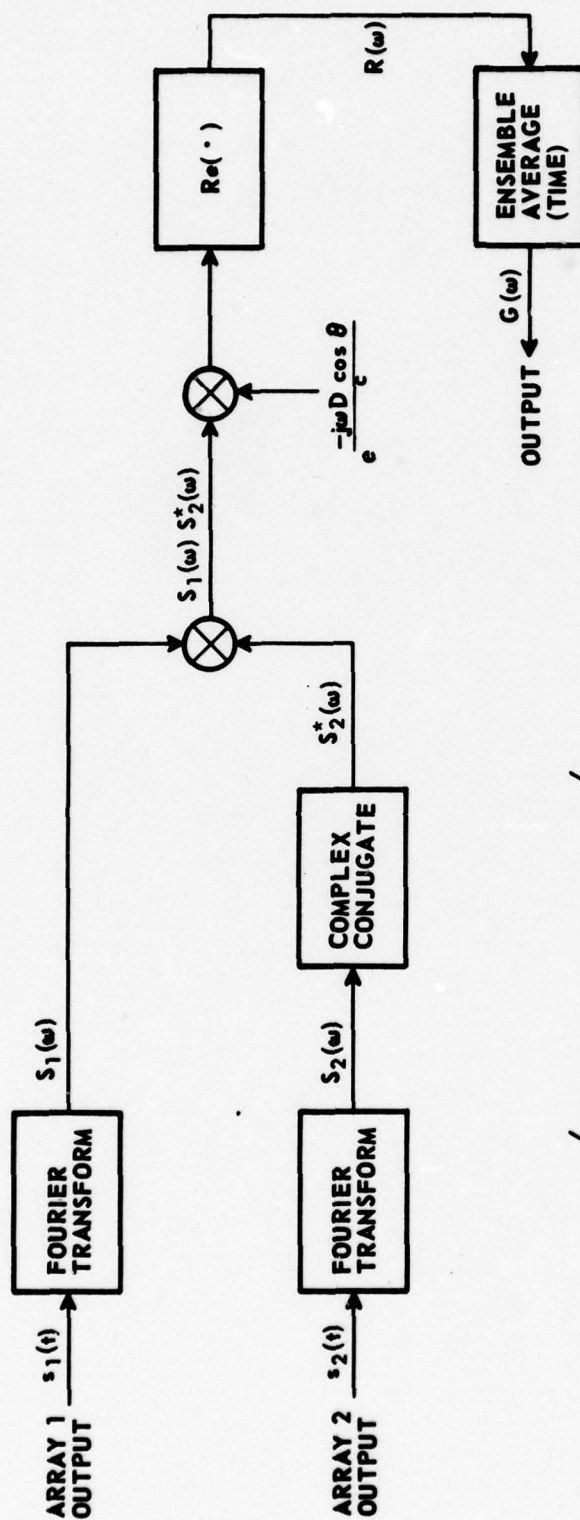 ARRAY 1
OUTPUT
s₁(t)
FOURIER
TRANSFORM
S₁(ω)
ARRAY 2
OUTPUT
s₂(t)
FOURIER
TRANSFORM
S₂(ω)
COMPLEX
CONJUGATE
S₂*(ω)
S₁(ω) S₂*(ω)
e^(-jωD cos θ / c)
Re(•)
R(ω)
ENSEMBLE
AVERAGE
(TIME)
G(ω)
OUTPUT